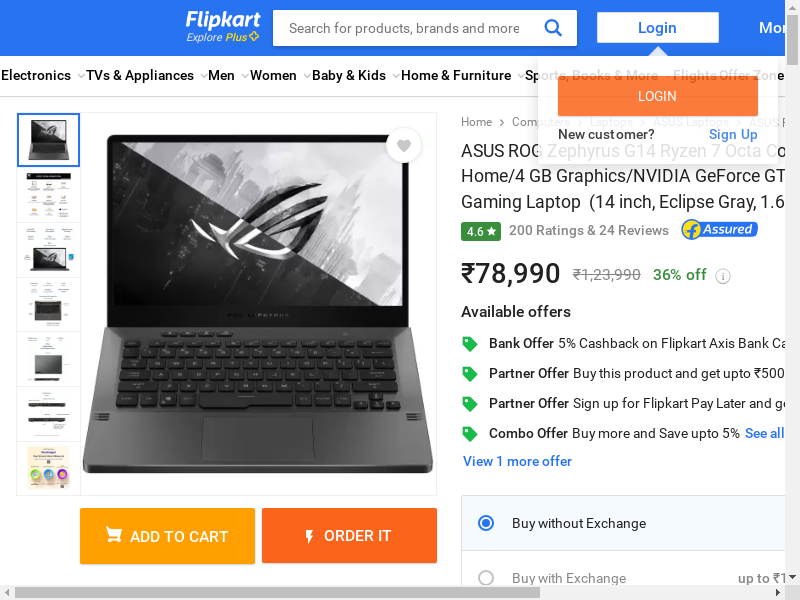 Flipkart
Explore Plus
Search for products, brands and more
Login
Electronics
TVs & Appliances
Men
Women
Baby & Kids
Home & Furniture
Sports, Books & More
Flights
Offer Zone
LOGIN
New customer?
Sign Up
Home
Computers
Laptops
ASUS Laptops
ASUS
ASUS ROG Zephyrus G14 Ryzen 7 Octa
Home/4 GB Graphics/NVIDIA GeForce GT
Gaming Laptop (14 inch, Eclipse Gray, 1.6
4.6
200 Ratings & 24 Reviews
Assured
₹78,990
₹1,23,990
36% off
i
Available offers
Bank Offer 5% Cashback on Flipkart Axis Bank Ca
Partner Offer Buy this product and get upto ₹500
Partner Offer Sign up for Flipkart Pay Later and ge
Combo Offer Buy more and Save upto 5% See all
View 1 more offer
ADD TO CART
ORDER IT
Buy without Exchange
Buy with Exchange
up to ₹1